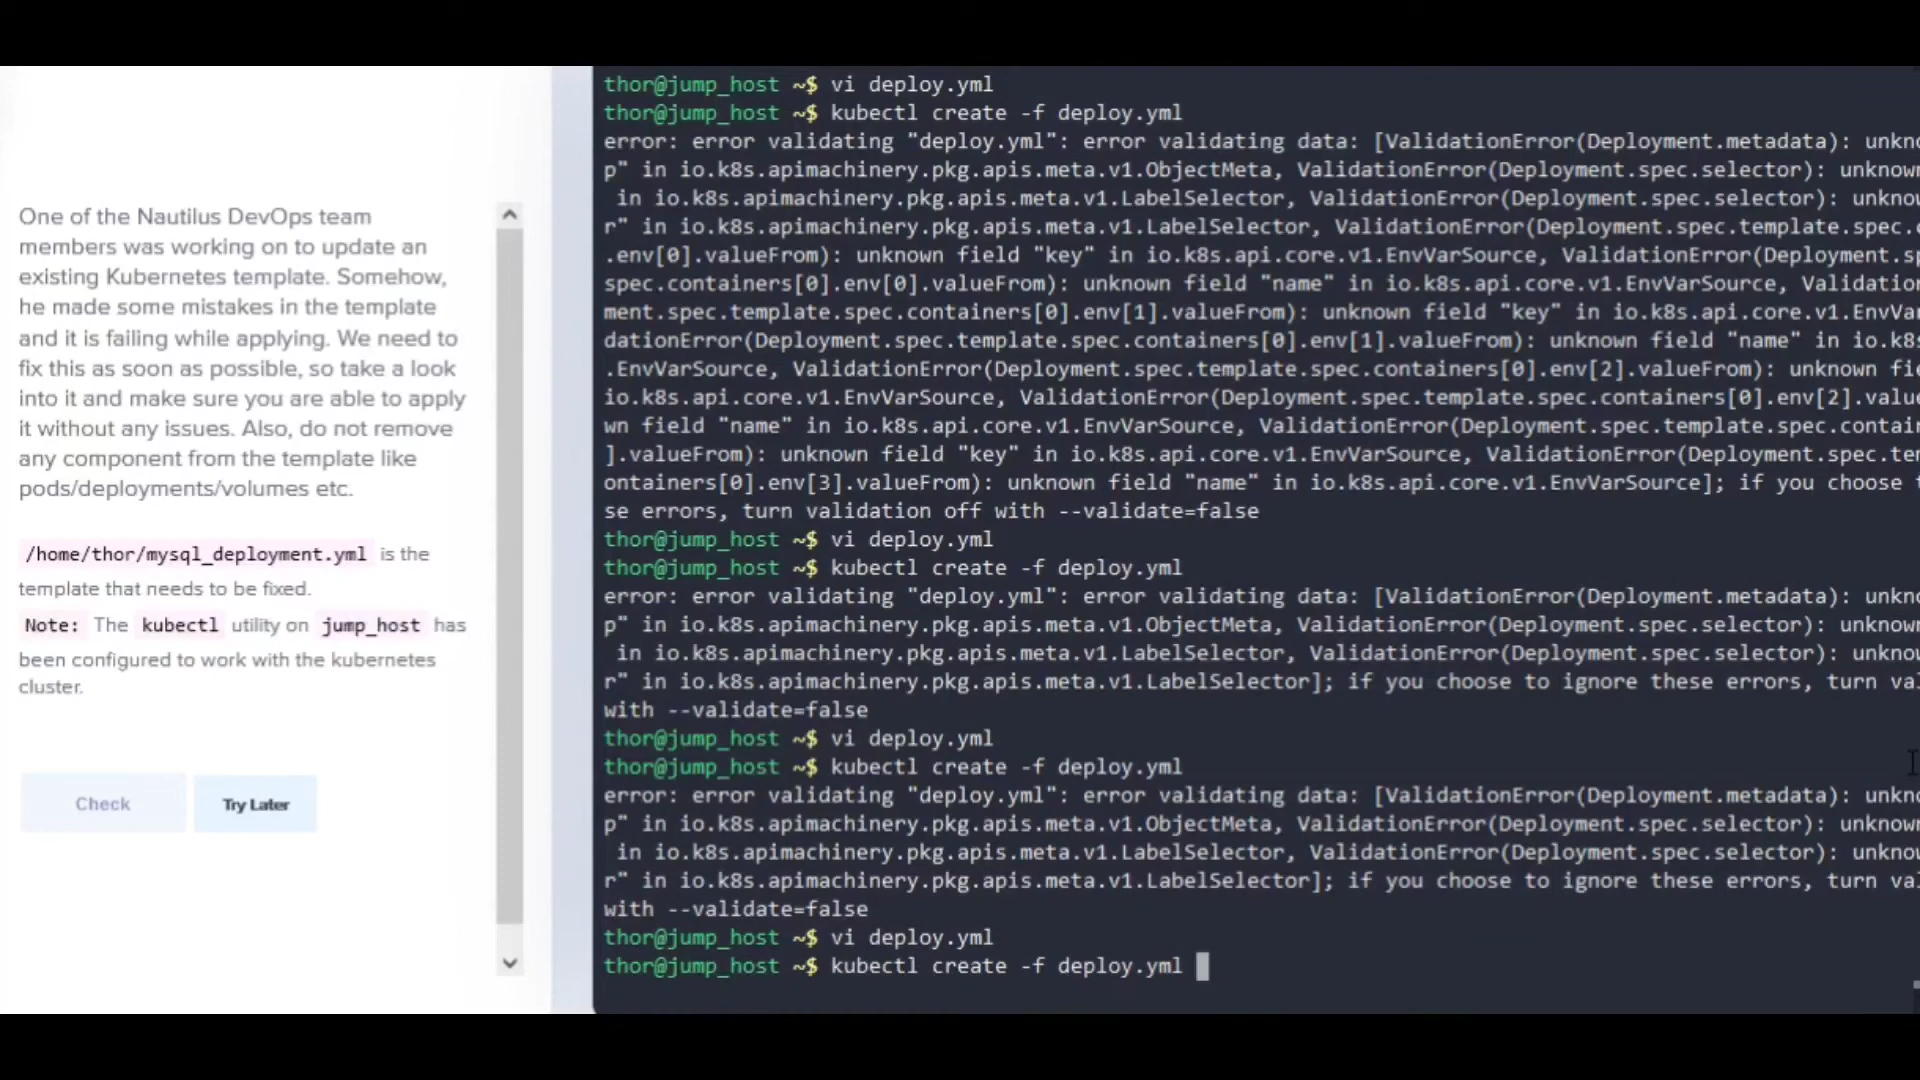 One of the Nautilus DevOps team
members was working on to update an
existing Kubernetes template. Somehow,
he made some mistakes in the template
and it is failing while applying. We need to
fix this as soon as possible, so take a look
into it and make sure you are able to apply
it without any issues. Also, do not remove
any component from the template like
pods/deployments/volumes etc.
/home/thor/mysql_deployment.yml is the
template that needs to be fixed.
Note: The kubectl utility on jump_host has
been configured to work with the kubernetes
cluster.
Check Try Later
thor@jump_host ~$ vi deploy.yml
thor@jump_host ~$ kubectl create -f deploy.yml
error: error validating "deploy.yml": error validating data: [ValidationError(Deployment.metadata): unkno
p" in io.k8s.apimachinery.pkg.apis.meta.v1.ObjectMeta, ValidationError(Deployment.spec.selector): unknown
in io.k8s.apimachinery.pkg.apis.meta.v1.LabelSelector, ValidationError(Deployment.spec.selector): unkno
r" in io.k8s.apimachinery.pkg.apis.meta.v1.LabelSelector, ValidationError(Deployment.spec.template.spec.c
.env[0].valueFrom): unknown field "key" in io.k8s.api.core.v1.EnvVarSource, ValidationError(Deployment.sp
spec.containers[0].env[0].valueFrom): unknown field "name" in io.k8s.api.core.v1.EnvVarSource, Validation
ment.spec.template.spec.containers[0].env[1].valueFrom): unknown field "key" in io.k8s.api.core.v1.EnvVar
dationError(Deployment.spec.template.spec.containers[0].env[1].valueFrom): unknown field "name" in io.k8s
.EnvVarSource, ValidationError(Deployment.spec.template.spec.containers[0].env[2].valueFrom): unknown fie
io.k8s.api.core.v1.EnvVarSource, ValidationError(Deployment.spec.template.spec.containers[0].env[2].value
wn field "name" in io.k8s.api.core.v1.EnvVarSource, ValidationError(Deployment.spec.template.spec.contain
].valueFrom): unknown field "key" in io.k8s.api.core.v1.EnvVarSource, ValidationError(Deployment.spec.tem
ontainers[0].env[3].valueFrom): unknown field "name" in io.k8s.api.core.v1.EnvVarSource]; if you choose t
se errors, turn validation off with --validate=false
thor@jump_host ~$ vi deploy.yml
thor@jump_host ~$ kubectl create -f deploy.yml
error: error validating "deploy.yml": error validating data: [ValidationError(Deployment.metadata): unkno
p" in io.k8s.apimachinery.pkg.apis.meta.v1.ObjectMeta, ValidationError(Deployment.spec.selector): unknown
in io.k8s.apimachinery.pkg.apis.meta.v1.LabelSelector, ValidationError(Deployment.spec.selector): unkno
r" in io.k8s.apimachinery.pkg.apis.meta.v1.LabelSelector]; if you choose to ignore these errors, turn val
with --validate=false
thor@jump_host ~$ vi deploy.yml
thor@jump_host ~$ kubectl create -f deploy.yml
error: error validating "deploy.yml": error validating data: [ValidationError(Deployment.metadata): unkno
p" in io.k8s.apimachinery.pkg.apis.meta.v1.ObjectMeta, ValidationError(Deployment.spec.selector): unknown
in io.k8s.apimachinery.pkg.apis.meta.v1.LabelSelector, ValidationError(Deployment.spec.selector): unkno
r" in io.k8s.apimachinery.pkg.apis.meta.v1.LabelSelector]; if you choose to ignore these errors, turn val
with --validate=false
thor@jump_host ~$ vi deploy.yml
thor@jump_host ~$ kubectl create -f deploy.yml